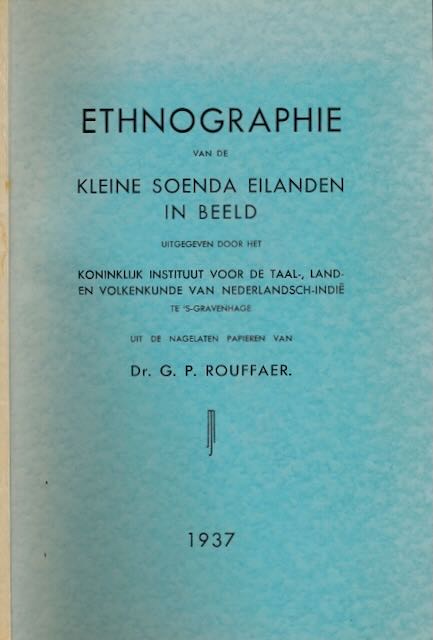 ETHNOGRAPHIE
VAN DE
KLEINE SOENDA EILANDEN
IN BEELD
UITGEGEVEN DOOR HET
KONINKLIJK INSTITUUT VOOR DE TAAL-, LAND-
EN VOLKENKUNDE VAN NEDERLANDSCH-INDIË
TE 'S-GRAVENHAGE
UIT DE NAGELATEN PAPIEREN VAN
Dr. G. P. ROUFFAER.
1937